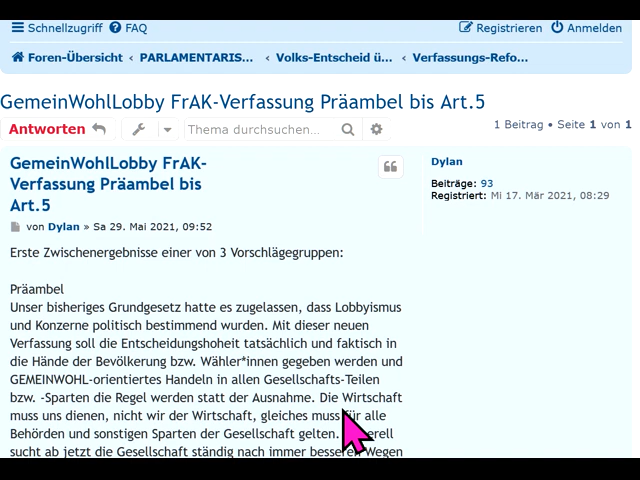 Schnellzugriff FAQ Registrieren Anmelden
Foren-Übersicht ‹ PARLAMENTARIS... ‹ Volks-Entscheid ü... ‹ Verfassungs-Refo...
GemeinWohlLobby FrAK-Verfassung Präambel bis Art.5
Antworten Thema durchsuchen... 1 Beitrag • Seite 1 von 1
GemeinWohlLobby FrAK-
Verfassung Präambel bis
Art.5
von Dylan » Sa 29. Mai 2021, 09:52
Dylan
Beiträge: 93
Registriert: Mi 17. Mär 2021, 08:29
Erste Zwischenergebnisse einer von 3 Vorschlägegruppen:
Präambel
Unser bisheriges Grundgesetz hatte es zugelassen, dass Lobbyismus
und Konzerne politisch bestimmend wurden. Mit dieser neuen
Verfassung soll die Entscheidungshoheit tatsächlich und faktisch in
die Hände der Bevölkerung bzw. Wähler*innen gegeben werden und
GEMEINWOHL-orientiertes Handeln in allen Gesellschafts-Teilen
bzw. -Sparten die Regel werden statt der Ausnahme. Die Wirtschaft
muss uns dienen, nicht wir der Wirtschaft, gleiches muss für alle
Behörden und sonstigen Sparten der Gesellschaft gelten.
sucht ab jetzt die Gesellschaft ständig nach immer besseren Wegen